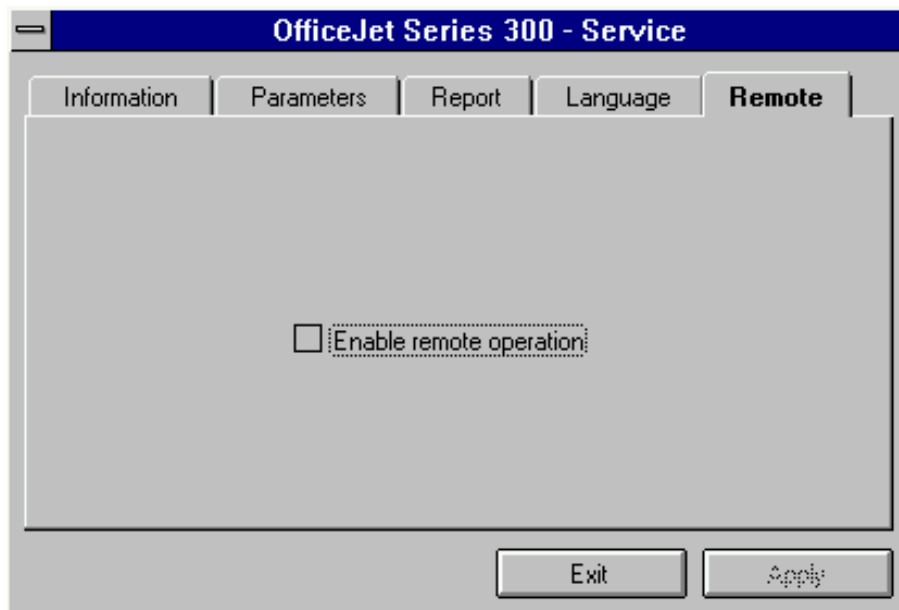 OfficeJet Series 300 - Service
Information Parameters Report Language Remote
Enable remote operation
Exit Apply